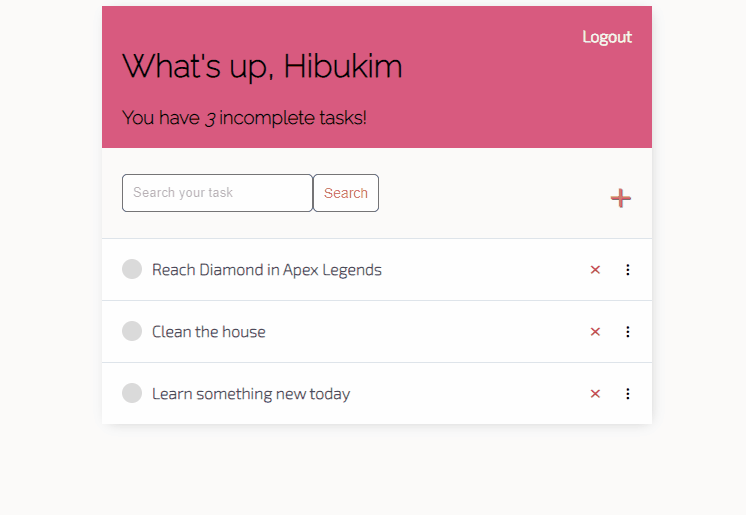 Logout
What's up, Hibukim
You have 3 incomplete tasks!
Search your task
Search
Reach Diamond in Apex Legends
Clean the house
Learn something new today